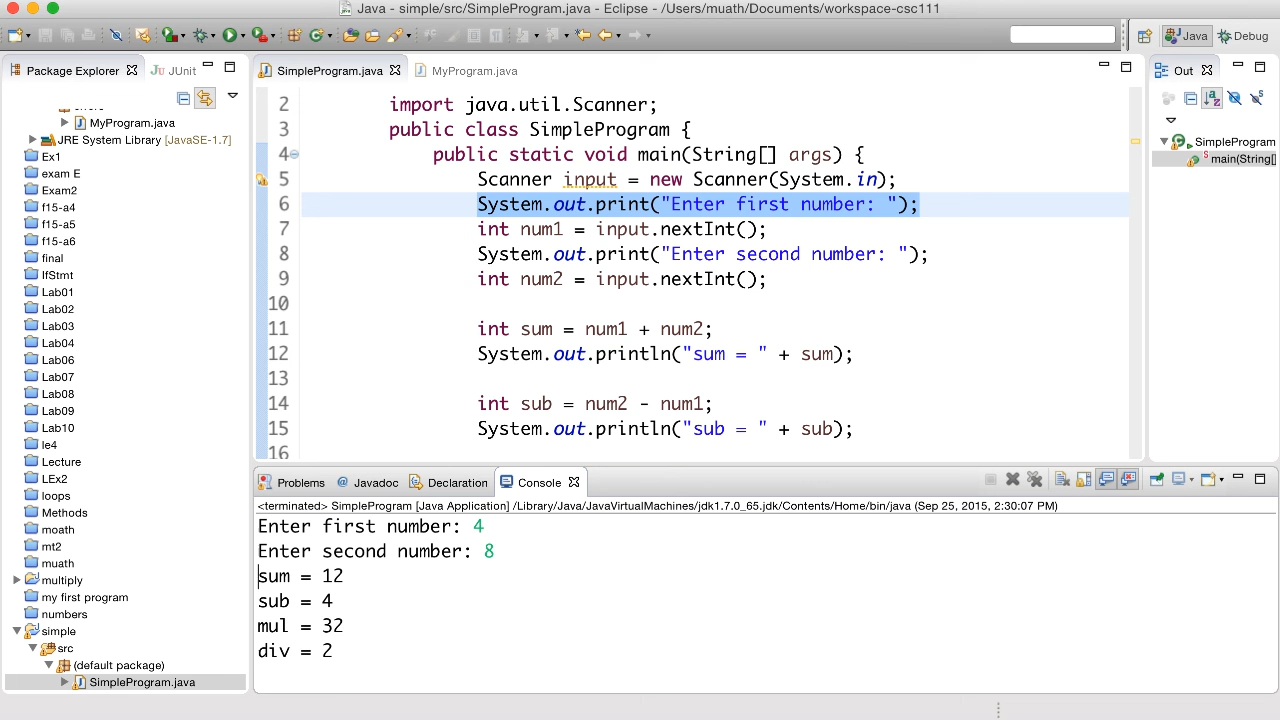 Java - simple/src/SimpleProgram.java - Eclipse - /Users/muath/Documents/workspace-csc111
Java
Debug
Package Explorer
JUnit
SimpleProgram.java
MyProgram.java
Out
MyProgram.java
JRE System Library [JavaSE-1.7]
Ex1
exam E
Exam2
f15-a4
f15-a5
f15-a6
final
IfStmt
Lab01
Lab02
Lab03
Lab04
Lab06
Lab07
Lab08
Lab09
Lab10
le4
Lecture
LEx2
loops
Methods
moath
mt2
muath
multiply
my first program
numbers
simple
src
(default package)
SimpleProgram.java
2 import java.util.Scanner;
3 public class SimpleProgram {
4 public static void main(String[] args) {
5 Scanner input = new Scanner(System.in);
6 System.out.print("Enter first number: ");
7 int num1 = input.nextInt();
8 System.out.print("Enter second number: ");
9 int num2 = input.nextInt();
10
11 int sum = num1 + num2;
12 System.out.println("sum = " + sum);
13
14 int sub = num2 - num1;
15 System.out.println("sub = " + sub);
16
SimpleProgram
main(String[]
Problems
@ Javadoc
Declaration
Console
<terminated> SimpleProgram [Java Application] /Library/Java/JavaVirtualMachines/jdk1.7.0_65.jdk/Contents/Home/bin/java (Sep 25, 2015, 2:30:07 PM)
Enter first number: 4
Enter second number: 8
sum = 12
sub = 4
mul = 32
div = 2